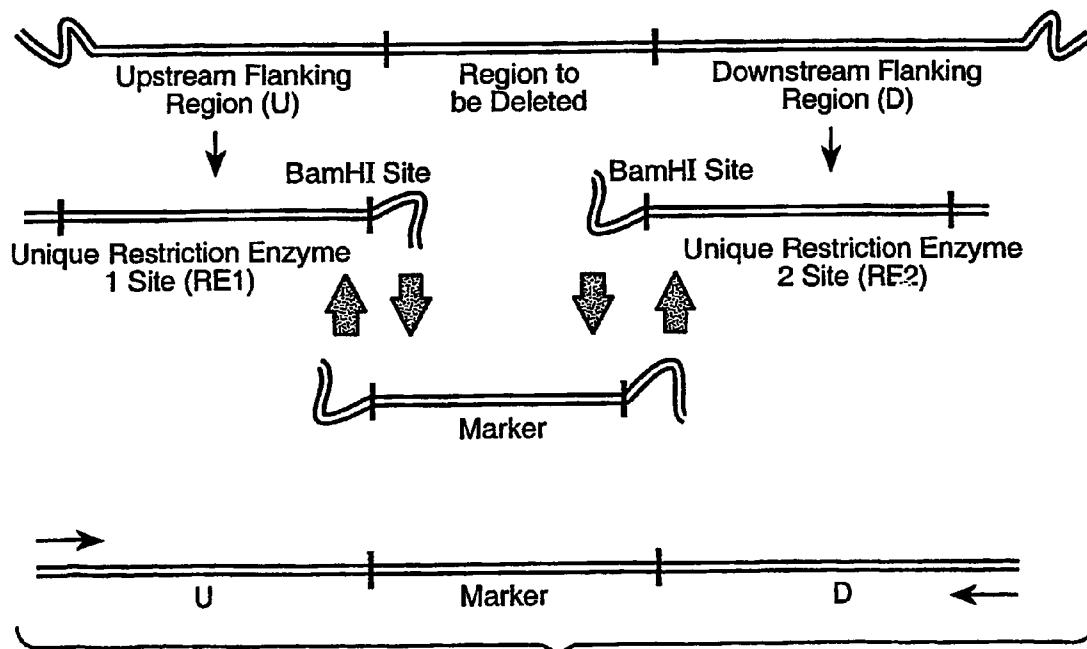 Upstream Flanking
Region (U)
Region to
be Deleted
Downstream Flanking
Region (D)
BamHI Site
BamHI Site
Unique Restriction Enzyme
1 Site (RE1)
Unique Restriction Enzyme
2 Site (RE2)
Marker
U
Marker
D